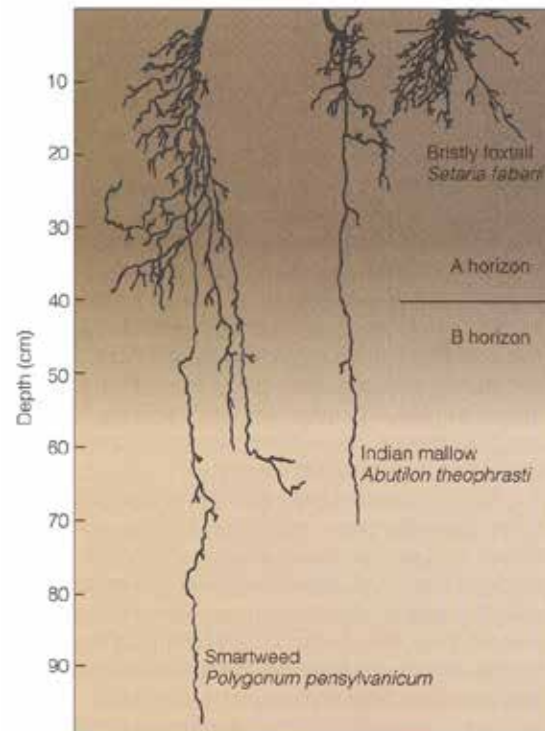 10
20
30
40
50
60
70
80
90
Depth (cm)
Bristly foxtail
Setaria faberii
A horizon
B horizon
Indian mallow
Abutilon theophrasti
Smartweed
Polygonum pensylvanicum